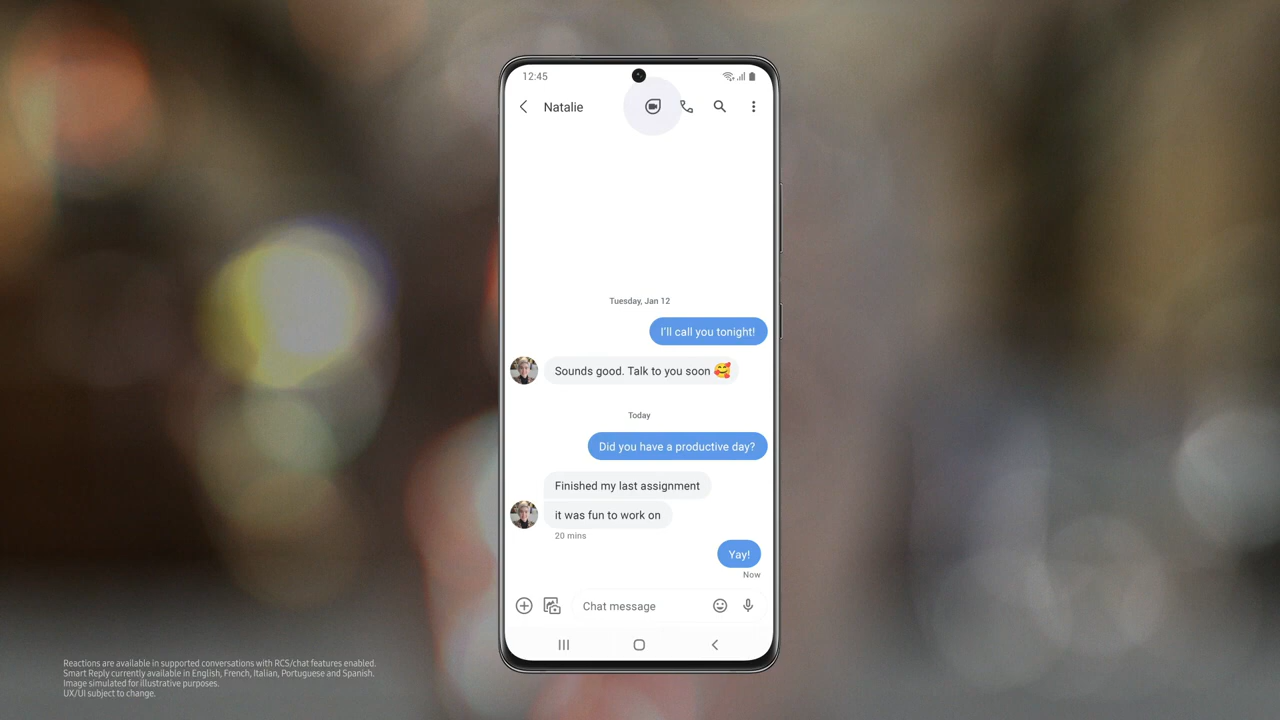 12:45
Natalie
Tuesday, Jan 12
I'll call you tonight!
Sounds good. Talk to you soon 🥰
Today
Did you have a productive day?
Finished my last assignment
it was fun to work on
20 mins
Yay!
Now
Chat message
Reactions are available in supported conversations with RCS/chat features enabled.
Smart Reply currently available in English, French, Italian, Portuguese and Spanish.
Image simulated for illustrative purposes.
UX/UI subject to change.